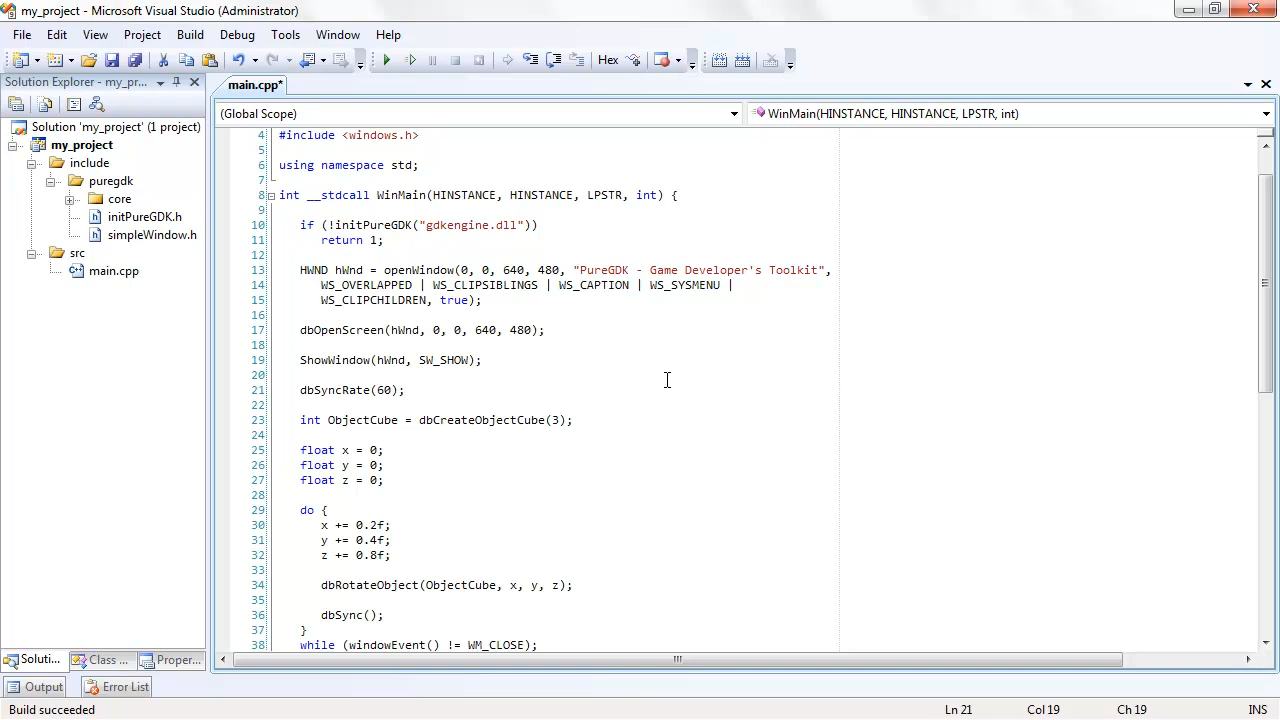 my_project - Microsoft Visual Studio (Administrator)
File Edit View Project Build Debug Tools Window Help
Hex
Solution Explorer - my_pr...
Solution 'my_project' (1 project)
my_project
include
puregdk
core
initPureGDK.h
simpleWindow.h
src
main.cpp
Soluti... Class ... Proper...
main.cpp*
(Global Scope) WinMain(HINSTANCE, HINSTANCE, LPSTR, int)
4 #include <windows.h>
5
6 using namespace std;
7
8 int __stdcall WinMain(HINSTANCE, HINSTANCE, LPSTR, int) {
9
10 if (!initPureGDK("gdkengine.dll"))
11 return 1;
12
13 HWND hWnd = openWindow(0, 0, 640, 480, "PureGDK - Game Developer's Toolkit",
14 WS_OVERLAPPED | WS_CLIPSIBLINGS | WS_CAPTION | WS_SYSMENU |
15 WS_CLIPCHILDREN, true);
16
17 dbOpenScreen(hWnd, 0, 0, 640, 480);
18
19 ShowWindow(hWnd, SW_SHOW);
20
21 dbSyncRate(60);
22
23 int ObjectCube = dbCreateObjectCube(3);
24
25 float x = 0;
26 float y = 0;
27 float z = 0;
28
29 do {
30 x += 0.2f;
31 y += 0.4f;
32 z += 0.8f;
33
34 dbRotateObject(ObjectCube, x, y, z);
35
36 dbSync();
37 }
38 while (windowEvent() != WM_CLOSE);
Output Error List
Build succeeded Ln 21 Col 19 Ch 19 INS